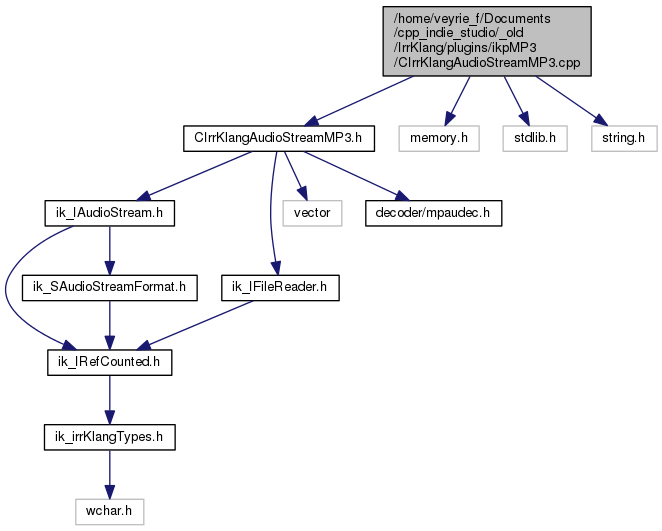 /home/veyrie_f/Documents
/cpp_indie_studio/_old
/IrrKlang/plugins/ikpMP3
/CIrrKlangAudioStreamMP3.cpp
CIrrKlangAudioStreamMP3.h
memory.h
stdlib.h
string.h
ik_IAudioStream.h
vector
decoder/mpaudec.h
ik_SAudioStreamFormat.h
ik_IFileReader.h
ik_IRefCounted.h
ik_irrKlangTypes.h
wchar.h